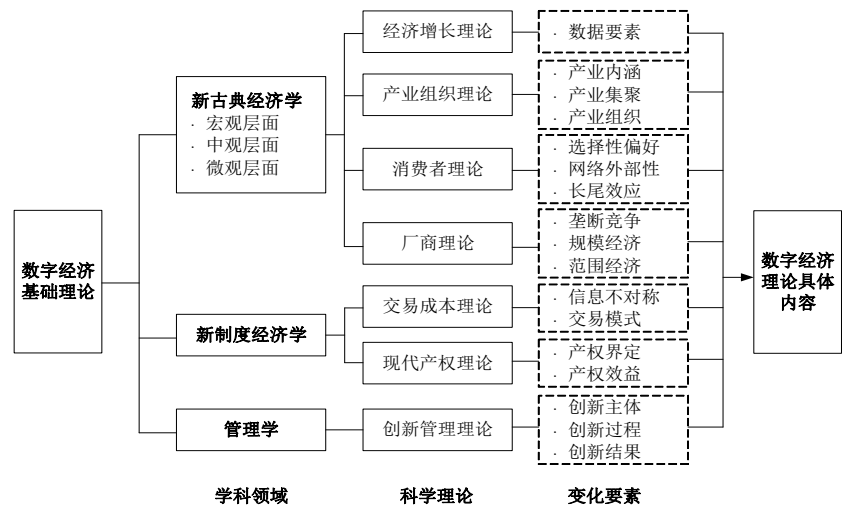 数字经济
基础理论
新古典经济学
· 宏观层面
· 中观层面
· 微观层面
新制度经济学
管理学
经济增长理论
产业组织理论
消费者理论
厂商理论
交易成本理论
现代产权理论
创新管理理论
· 数据要素
· 产业内涵
· 产业集聚
· 产业组织
· 选择性偏好
· 网络外部性
· 长尾效应
· 垄断竞争
· 规模经济
· 范围经济
· 信息不对称
· 交易模式
· 产权界定
· 产权效益
· 创新主体
· 创新过程
· 创新结果
数字经济
理论具体
内容
学科领域
科学理论
变化要素